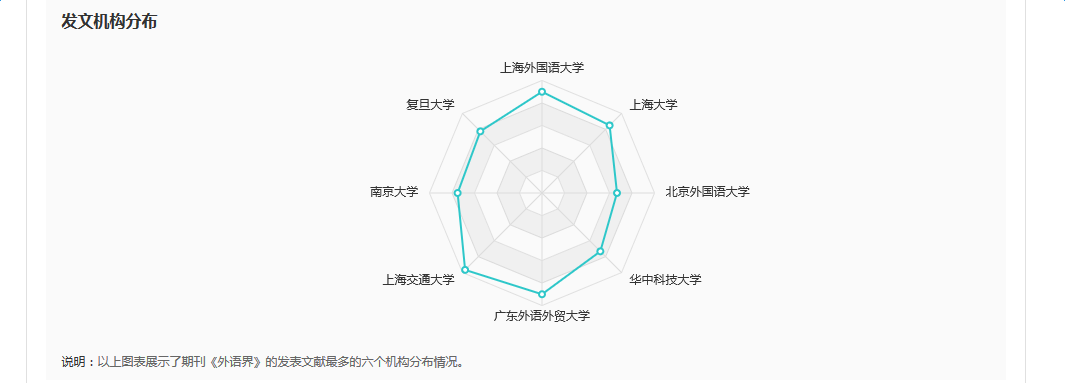 发文机构分布
上海外国语大学
复旦大学
上海大学
南京大学
北京外国语大学
上海交通大学
华中科技大学
广东外语外贸大学
说明：以上图表展示了期刊《外语界》的发表文献最多的六个机构分布情况。